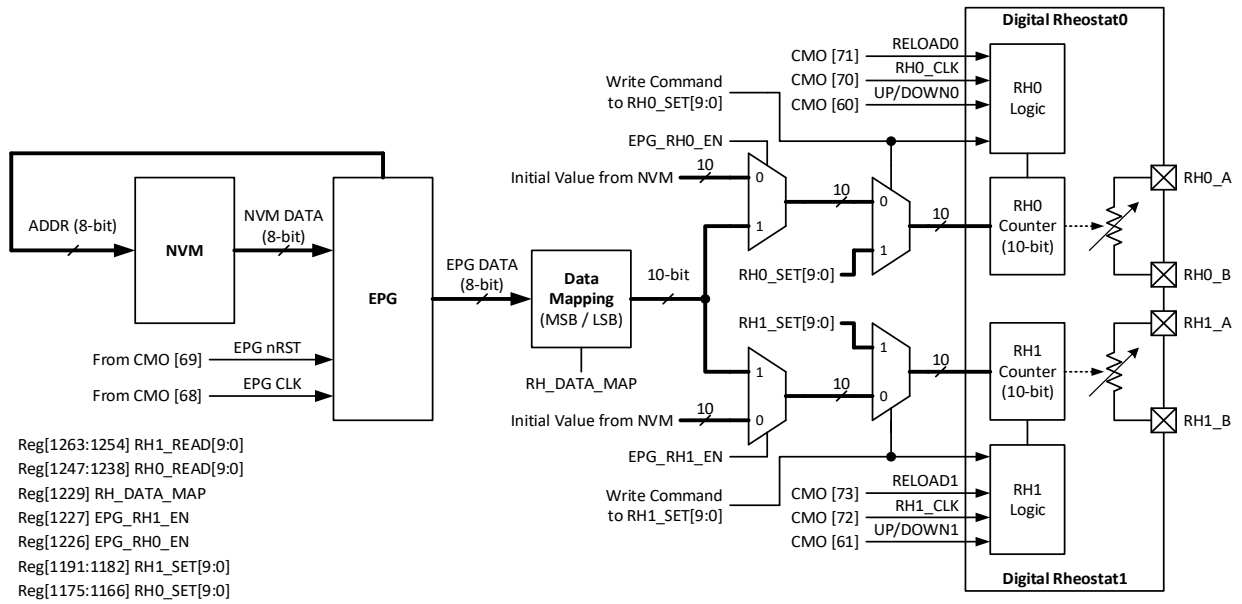 Digital Rheostat0
CMO [71]
RELOAD0
CMO [70]
RH0_CLK
CMO [60]
UP/DOWN0
RH0
Logic
Write Command
to RH0_SET[9:0]
EPG_RH0_EN
Initial Value from NVM
10
0
1
10
0
1
10
RH0_SET[9:0]
RH0
Counter
(10-bit)
RH0_A
RH0_B
ADDR (8-bit)
NVM
NVM DATA
(8-bit)
EPG
EPG DATA
(8-bit)
Data
Mapping
(MSB / LSB)
10-bit
RH_DATA_MAP
From CMO [69]
EPG nRST
From CMO [68]
EPG CLK
RH1_SET[9:0]
1
0
10
1
0
10
10
Initial Value from NVM
EPG_RH1_EN
RH1
Counter
(10-bit)
RH1_A
RH1_B
Write Command
to RH1_SET[9:0]
CMO [73]
RELOAD1
CMO [72]
RH1_CLK
CMO [61]
UP/DOWN1
RH1
Logic
Digital Rheostat1
Reg[1263:1254] RH1_READ[9:0]
Reg[1247:1238] RH0_READ[9:0]
Reg[1229] RH_DATA_MAP
Reg[1227] EPG_RH1_EN
Reg[1226] EPG_RH0_EN
Reg[1191:1182] RH1_SET[9:0]
Reg[1175:1166] RH0_SET[9:0]